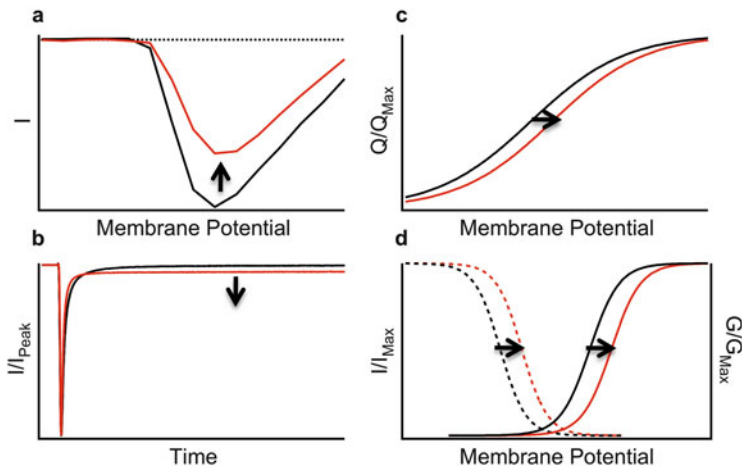 a
I
Membrane Potential
b
I/I_Peak
Time
c
Q/Q_Max
Membrane Potential
d
I/I_Max
G/G_Max
Membrane Potential